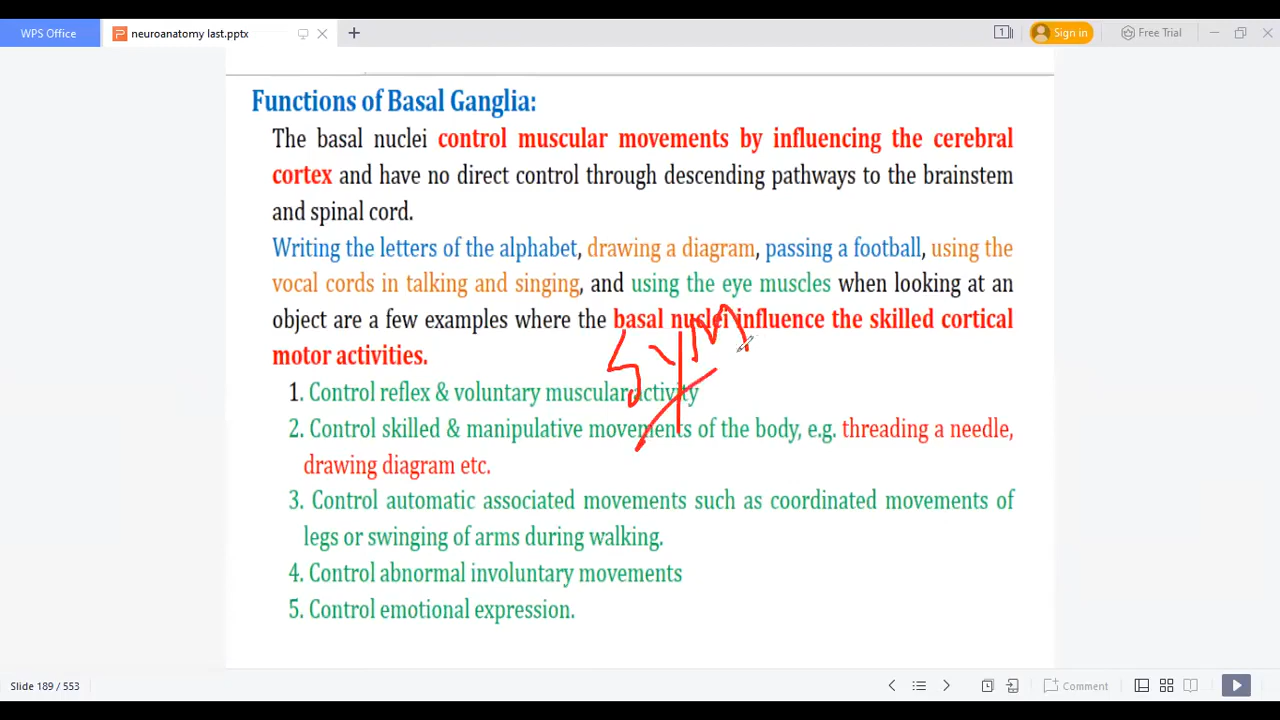 WPS Office
neuroanatomy last.pptx
1
Sign in
Free Trial
Functions of Basal Ganglia:
The basal nuclei control muscular movements by influencing the cerebral
cortex and have no direct control through descending pathways to the brainstem
and spinal cord.
Writing the letters of the alphabet, drawing a diagram, passing a football, using the
vocal cords in talking and singing, and using the eye muscles when looking at an
object are a few examples where the basal nuclei influence the skilled cortical
motor activities.
sym
1. Control reflex & voluntary muscular activity
2. Control skilled & manipulative movements of the body, e.g. threading a needle,
drawing diagram etc.
3. Control automatic associated movements such as coordinated movements of
legs or swinging of arms during walking.
4. Control abnormal involuntary movements
5. Control emotional expression.
Slide 189 / 553
Comment